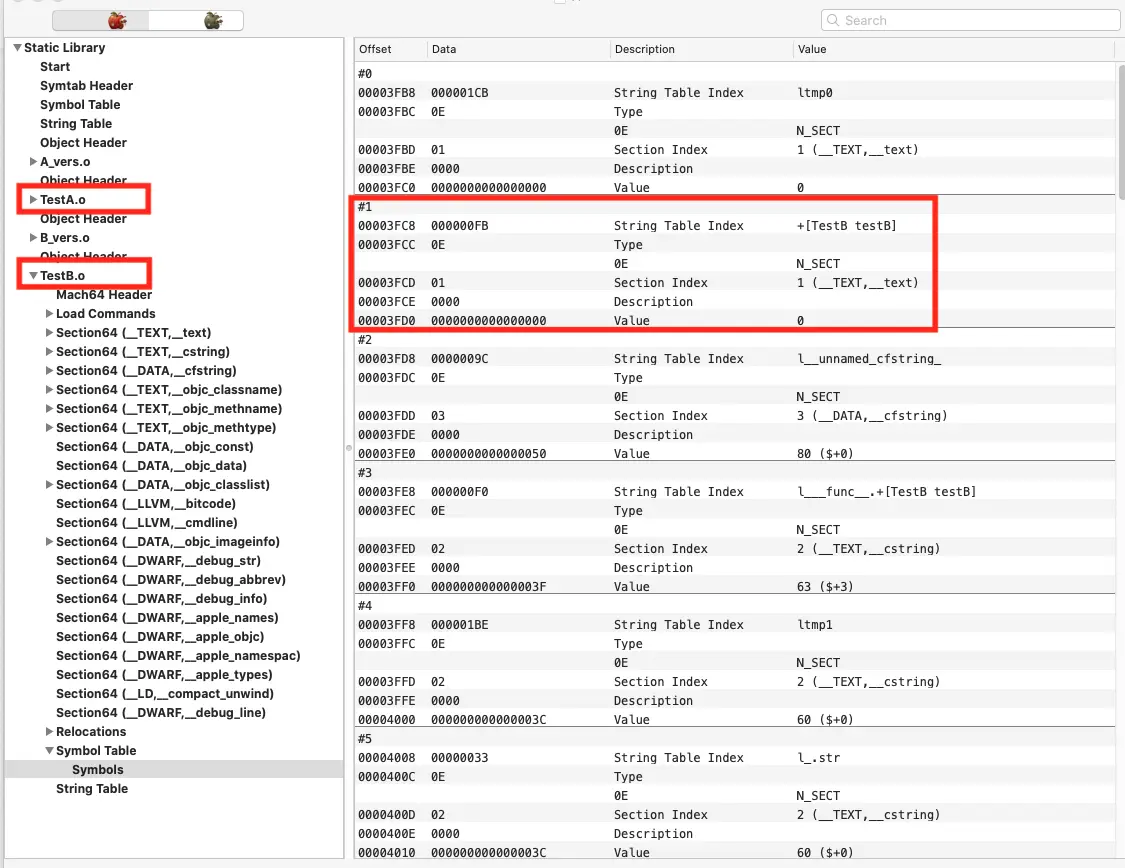 Search
Static Library
Start
Symtab Header
Symbol Table
String Table
Object Header
A_vers.o
Object Header
TestA.o
Object Header
B_vers.o
Object Header
TestB.o
Mach64 Header
Load Commands
Section64 (__TEXT,__text)
Section64 (__TEXT,__cstring)
Section64 (__DATA,__cfstring)
Section64 (__TEXT,__objc_classname)
Section64 (__TEXT,__objc_methname)
Section64 (__TEXT,__objc_methtype)
Section64 (__DATA,__objc_const)
Section64 (__DATA,__objc_data)
Section64 (__DATA,__objc_classlist)
Section64 (__LLVM,__bitcode)
Section64 (__LLVM,__cmdline)
Section64 (__DATA,__objc_imageinfo)
Section64 (__DWARF,__debug_str)
Section64 (__DWARF,__debug_abbrev)
Section64 (__DWARF,__debug_info)
Section64 (__DWARF,__apple_names)
Section64 (__DWARF,__apple_objc)
Section64 (__DWARF,__apple_namespac)
Section64 (__DWARF,__apple_types)
Section64 (__LD,__compact_unwind)
Section64 (__DWARF,__debug_line)
Relocations
Symbol Table
Symbols
String Table
Offset Data Description Value
#0
00003FB8 000001CB String Table Index ltmp0
00003FBC 0E Type
0E N_SECT
00003FBD 01 Section Index 1 (__TEXT,__text)
00003FBE 0000 Description
00003FC0 0000000000000000 Value 0
#1
00003FC8 000000FB String Table Index +[TestB testB]
00003FCC 0E Type
0E N_SECT
00003FCD 01 Section Index 1 (__TEXT,__text)
00003FCE 0000 Description
00003FD0 0000000000000000 Value 0
#2
00003FD8 0000009C String Table Index l__unnamed_cfstring_
00003FDC 0E Type
0E N_SECT
00003FDD 03 Section Index 3 (__DATA,__cfstring)
00003FDE 0000 Description
00003FE0 0000000000000050 Value 80 ($+0)
#3
00003FE8 000000F0 String Table Index l___func__.+[TestB testB]
00003FEC 0E Type
0E N_SECT
00003FED 02 Section Index 2 (__TEXT,__cstring)
00003FEE 0000 Description
00003FF0 000000000000003F Value 63 ($+3)
#4
00003FF8 000001BE String Table Index ltmp1
00003FFC 0E Type
0E N_SECT
00003FFD 02 Section Index 2 (__TEXT,__cstring)
00003FFE 0000 Description
00004000 000000000000003C Value 60 ($+0)
#5
00004008 00000033 String Table Index l_.str
0000400C 0E Type
0E N_SECT
0000400D 02 Section Index 2 (__TEXT,__cstring)
0000400E 0000 Description
00004010 000000000000003C Value 60 ($+0)